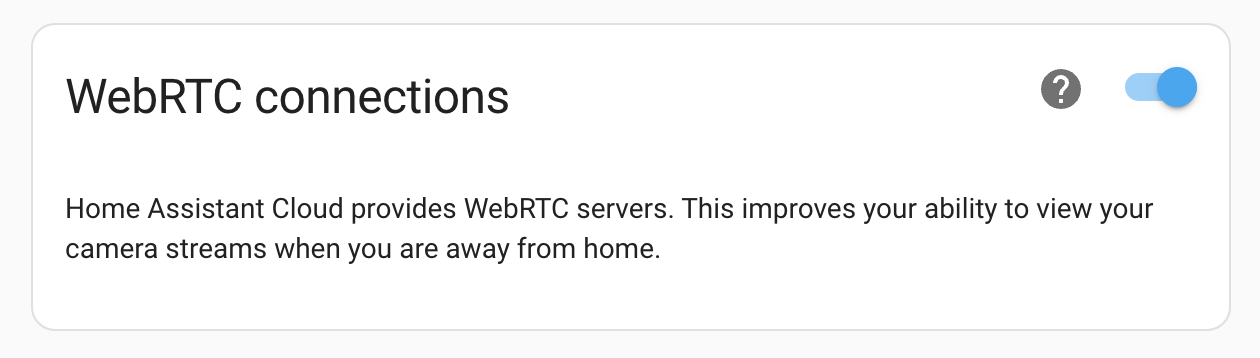 WebRTC connections
?
Home Assistant Cloud provides WebRTC servers. This improves your ability to view your
camera streams when you are away from home.